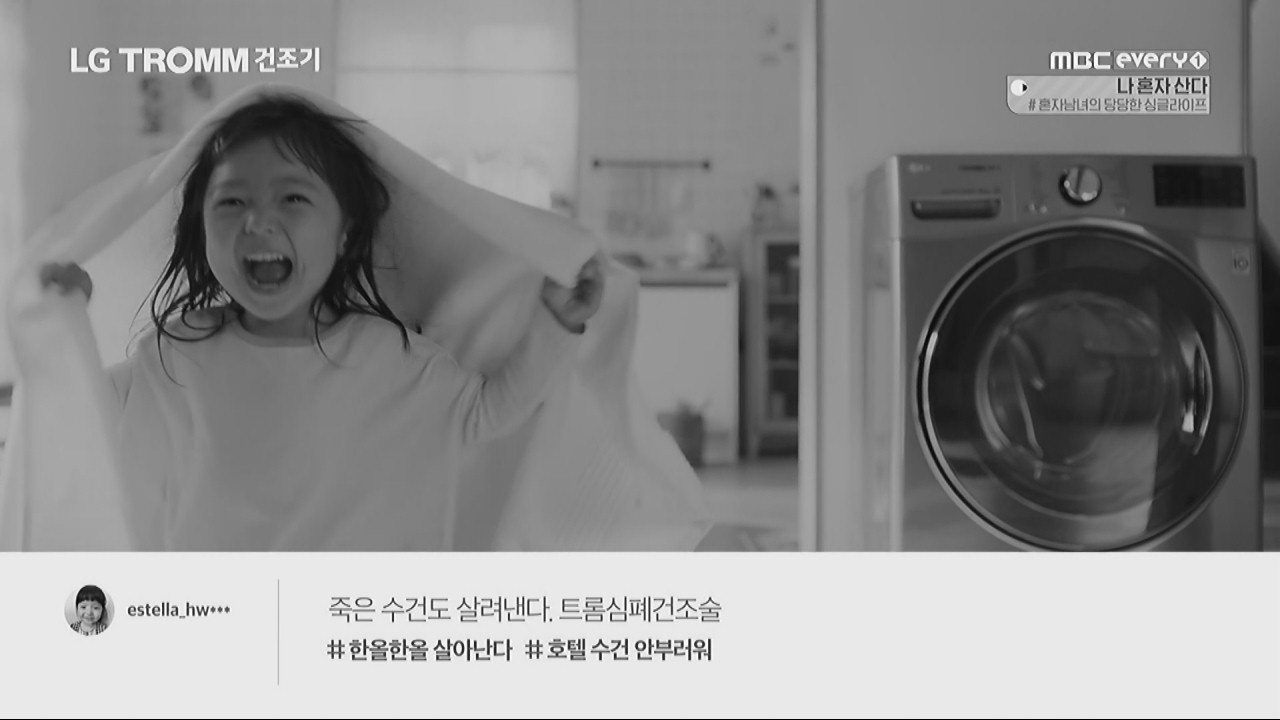 LG TROMM 건조기
MBC every1
나 혼자 산다
# 혼자남녀의 당당한 싱글라이프
estella_hw***
죽은 수건도 살려낸다. 트롬심폐건조술
# 한올한올 살아난다 # 호텔 수건 안부러워